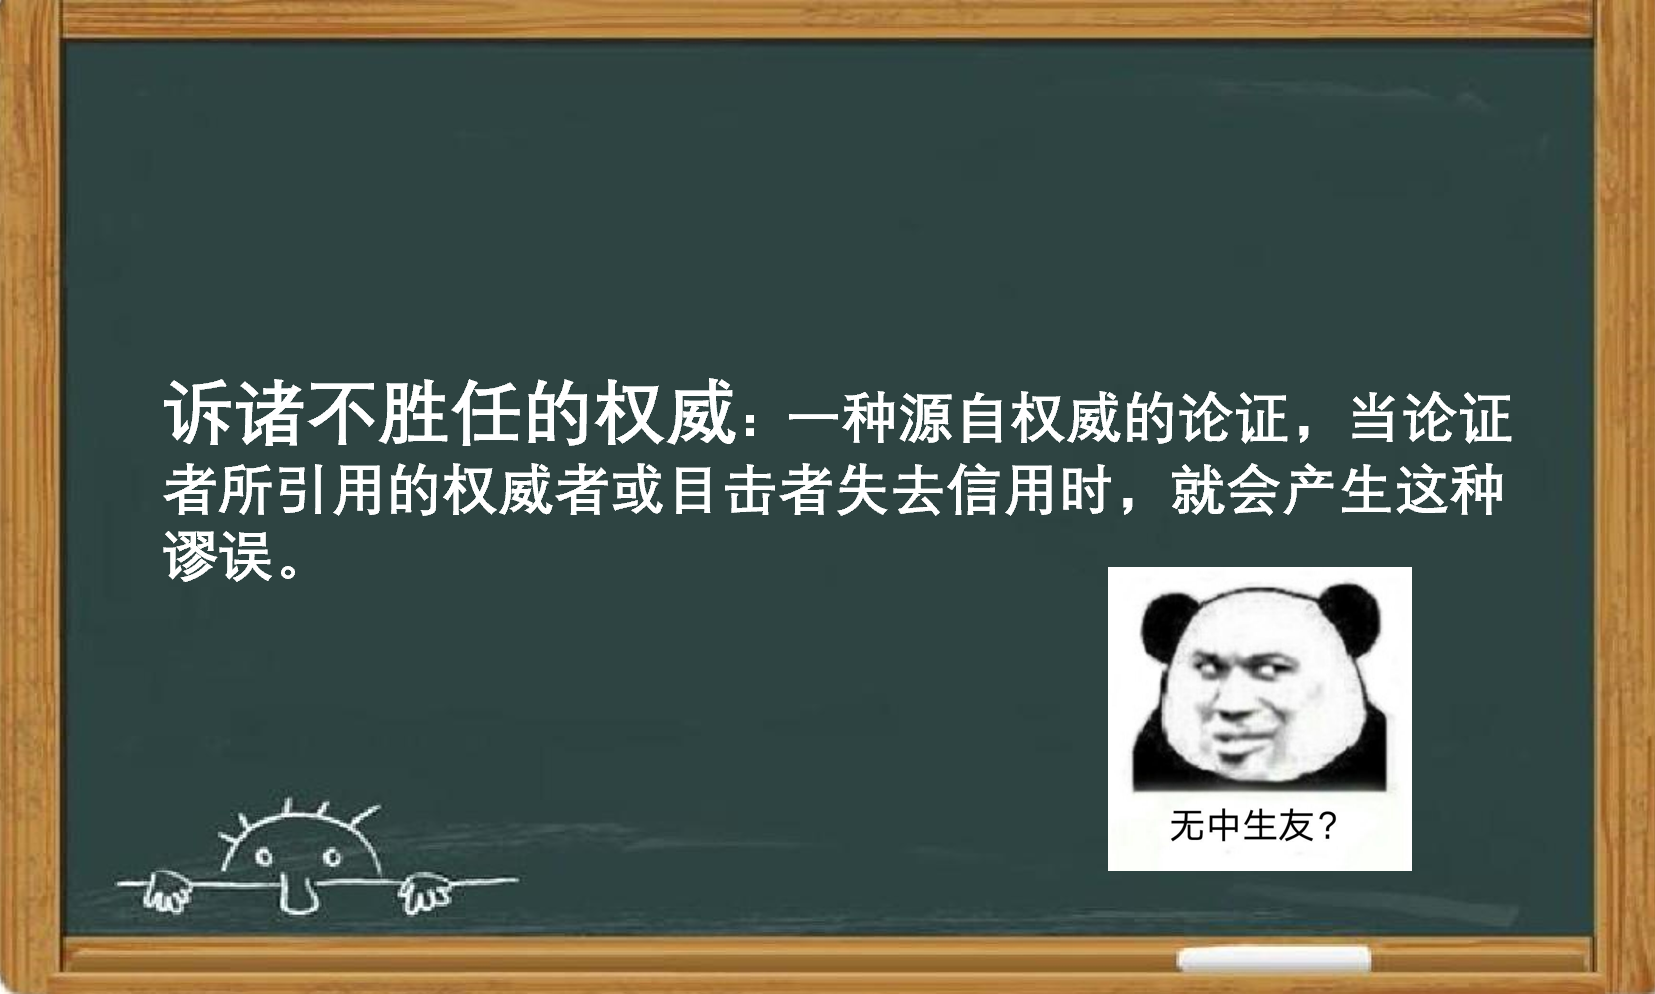 诉诸不胜任的权威：一种源自权威的论证，当论证
者所引用的权威者或目击者失去信用时，就会产生这种
谬误。
无中生友？